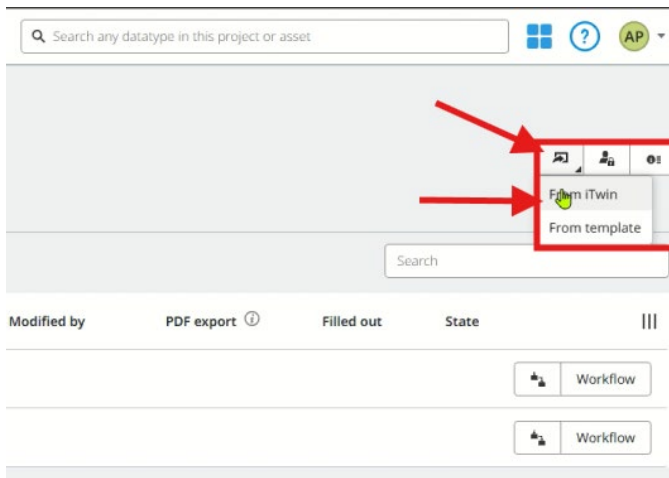 Search any datatype in this project or asset
?
AP
From iTwin
From template
Search
Modified by PDF export Filled out State
Workflow
Workflow